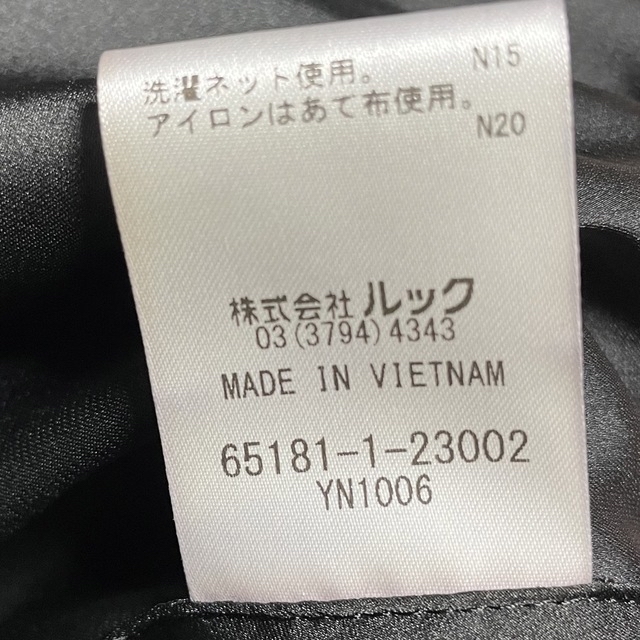 洗濯ネット使用。 N15
アイロンはあて布使用。 N20
株式会社 ルック
03(3794)4343
MADE IN VIETNAM
65181-1-23002
YN1006